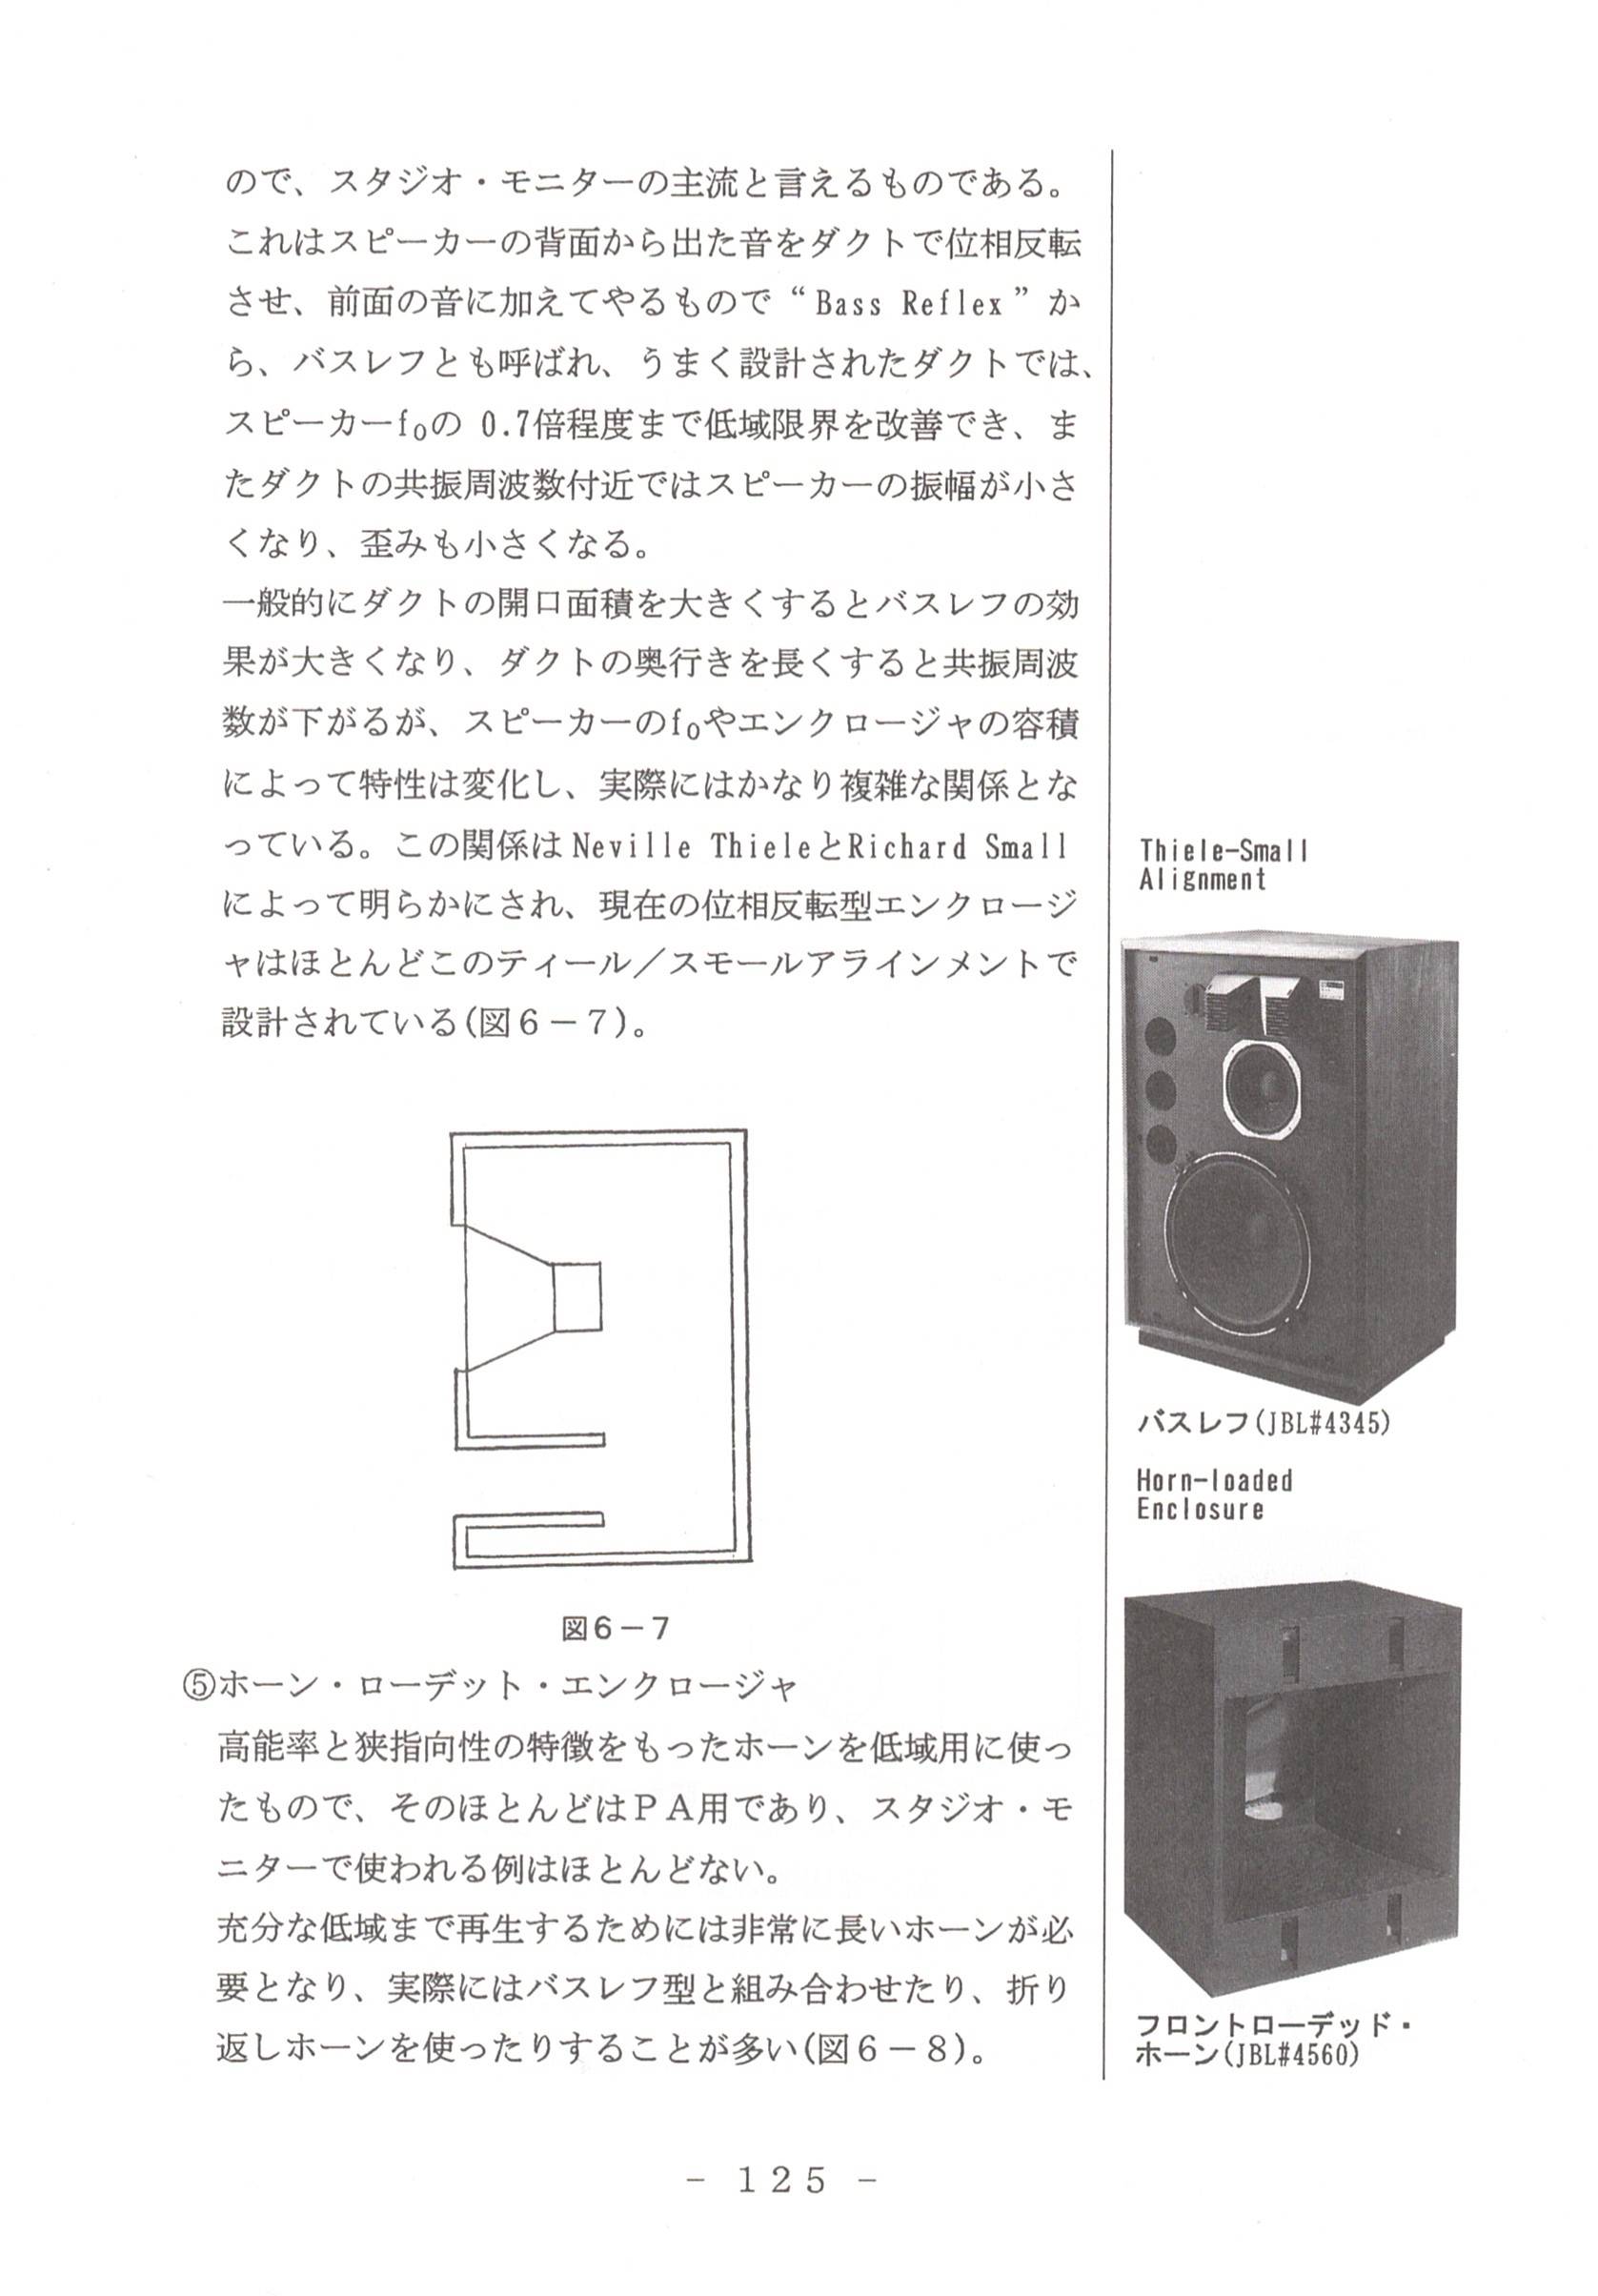 ので、スタジオ・モニターの主流と言えるものである。
これはスピーカーの背面から出た音をダクトで位相反転
させ、前面の音に加えてやるもので“Bass Reflex”か
ら、バスレフとも呼ばれ、うまく設計されたダクトでは、
スピーカーf₀の 0.7倍程度まで低域限界を改善でき、ま
たダクトの共振周波数付近ではスピーカーの振幅が小さ
くなり、歪みも小さくなる。
一般的にダクトの開口面積を大きくするとバスレフの効
果が大きくなり、ダクトの奥行きを長くすると共振周波
数が下がるが、スピーカーのf₀やエンクロージャの容積
によって特性は変化し、実際にはかなり複雑な関係とな
っている。この関係はNeville ThieleとRichard Small
によって明らかにされ、現在の位相反転型エンクロージ
ャはほとんどこのティール／スモールアラインメントで
設計されている(図６－７)。
図６－７
⑤ホーン・ローデット・エンクロージャ
高能率と狭指向性の特徴をもったホーンを低域用に使っ
たもので、そのほとんどはＰＡ用であり、スタジオ・モ
ニターで使われる例はほとんどない。
充分な低域まで再生するためには非常に長いホーンが必
要となり、実際にはバスレフ型と組み合わせたり、折り
返しホーンを使ったりすることが多い(図６－８)。
Thiele-Small
Alignment
バスレフ(JBL#4345)
Horn-loaded
Enclosure
フロントローデッド・
ホーン(JBL#4560)
－ 125 －